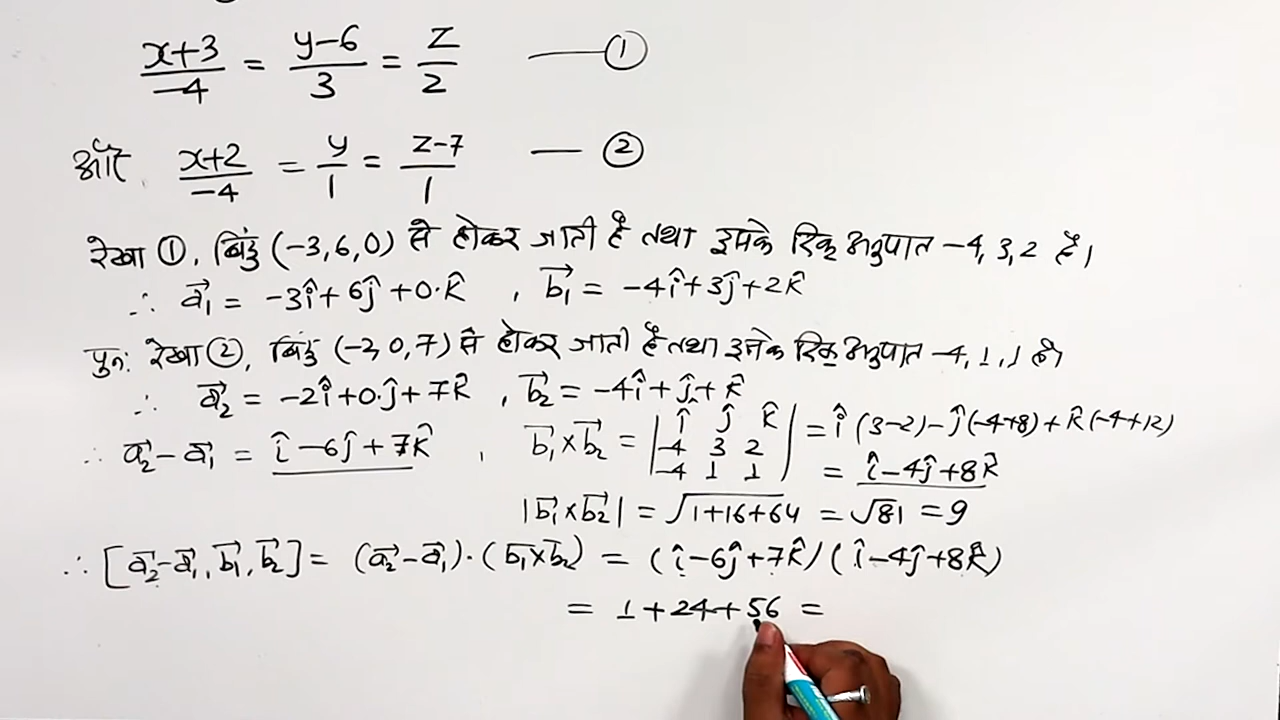 x+3/-4 = y-6/3 = z/2 —— ①
और x+2/-4 = y/1 = z-7/1 — ②
रेखा ①, बिंदु (-3,6,0) से होकर जाती है तथा इसके दिक् अनुपात -4, 3, 2 है।
∴ a⃗₁ = -3î+6ĵ+0·k̂ , b⃗₁ = -4î+3ĵ+2k̂
पुनः रेखा ②, बिंदु (-2,0,7) से होकर जाती है तथा इनके दिक् अनुपात -4, 1, 1 है।
∴ a⃗₂ = -2î+0·ĵ+7k̂ , b⃗₂ = -4î+ĵ+k̂
∴ a⃗₂-a⃗₁ = î-6ĵ+7k̂ , b⃗₁×b⃗₂ = |î ĵ k̂ -4 3 2 -4 1 1| = î(3-2)-ĵ(-4+8)+k̂(-4+12)
= î-4ĵ+8k̂
|b⃗₁×b⃗₂| = √1+16+64 = √81 = 9
∴ [a⃗₂-a⃗₁, b⃗₁, b⃗₂] = (a⃗₂-a⃗₁)·(b⃗₁×b⃗₂) = (î-6ĵ+7k̂)(î-4ĵ+8k̂)
= 1+24+56 =